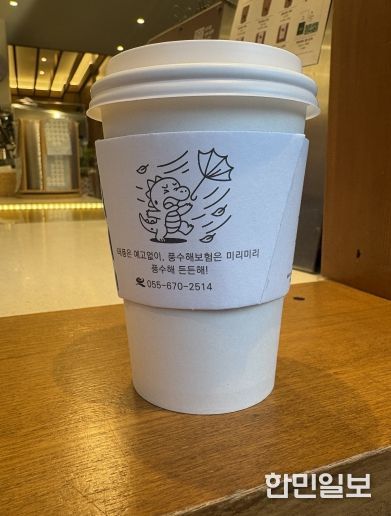 태풍은 예고없이, 풍수해보험은 미리미리
풍수해 든든해!
055-670-2514
한민일보